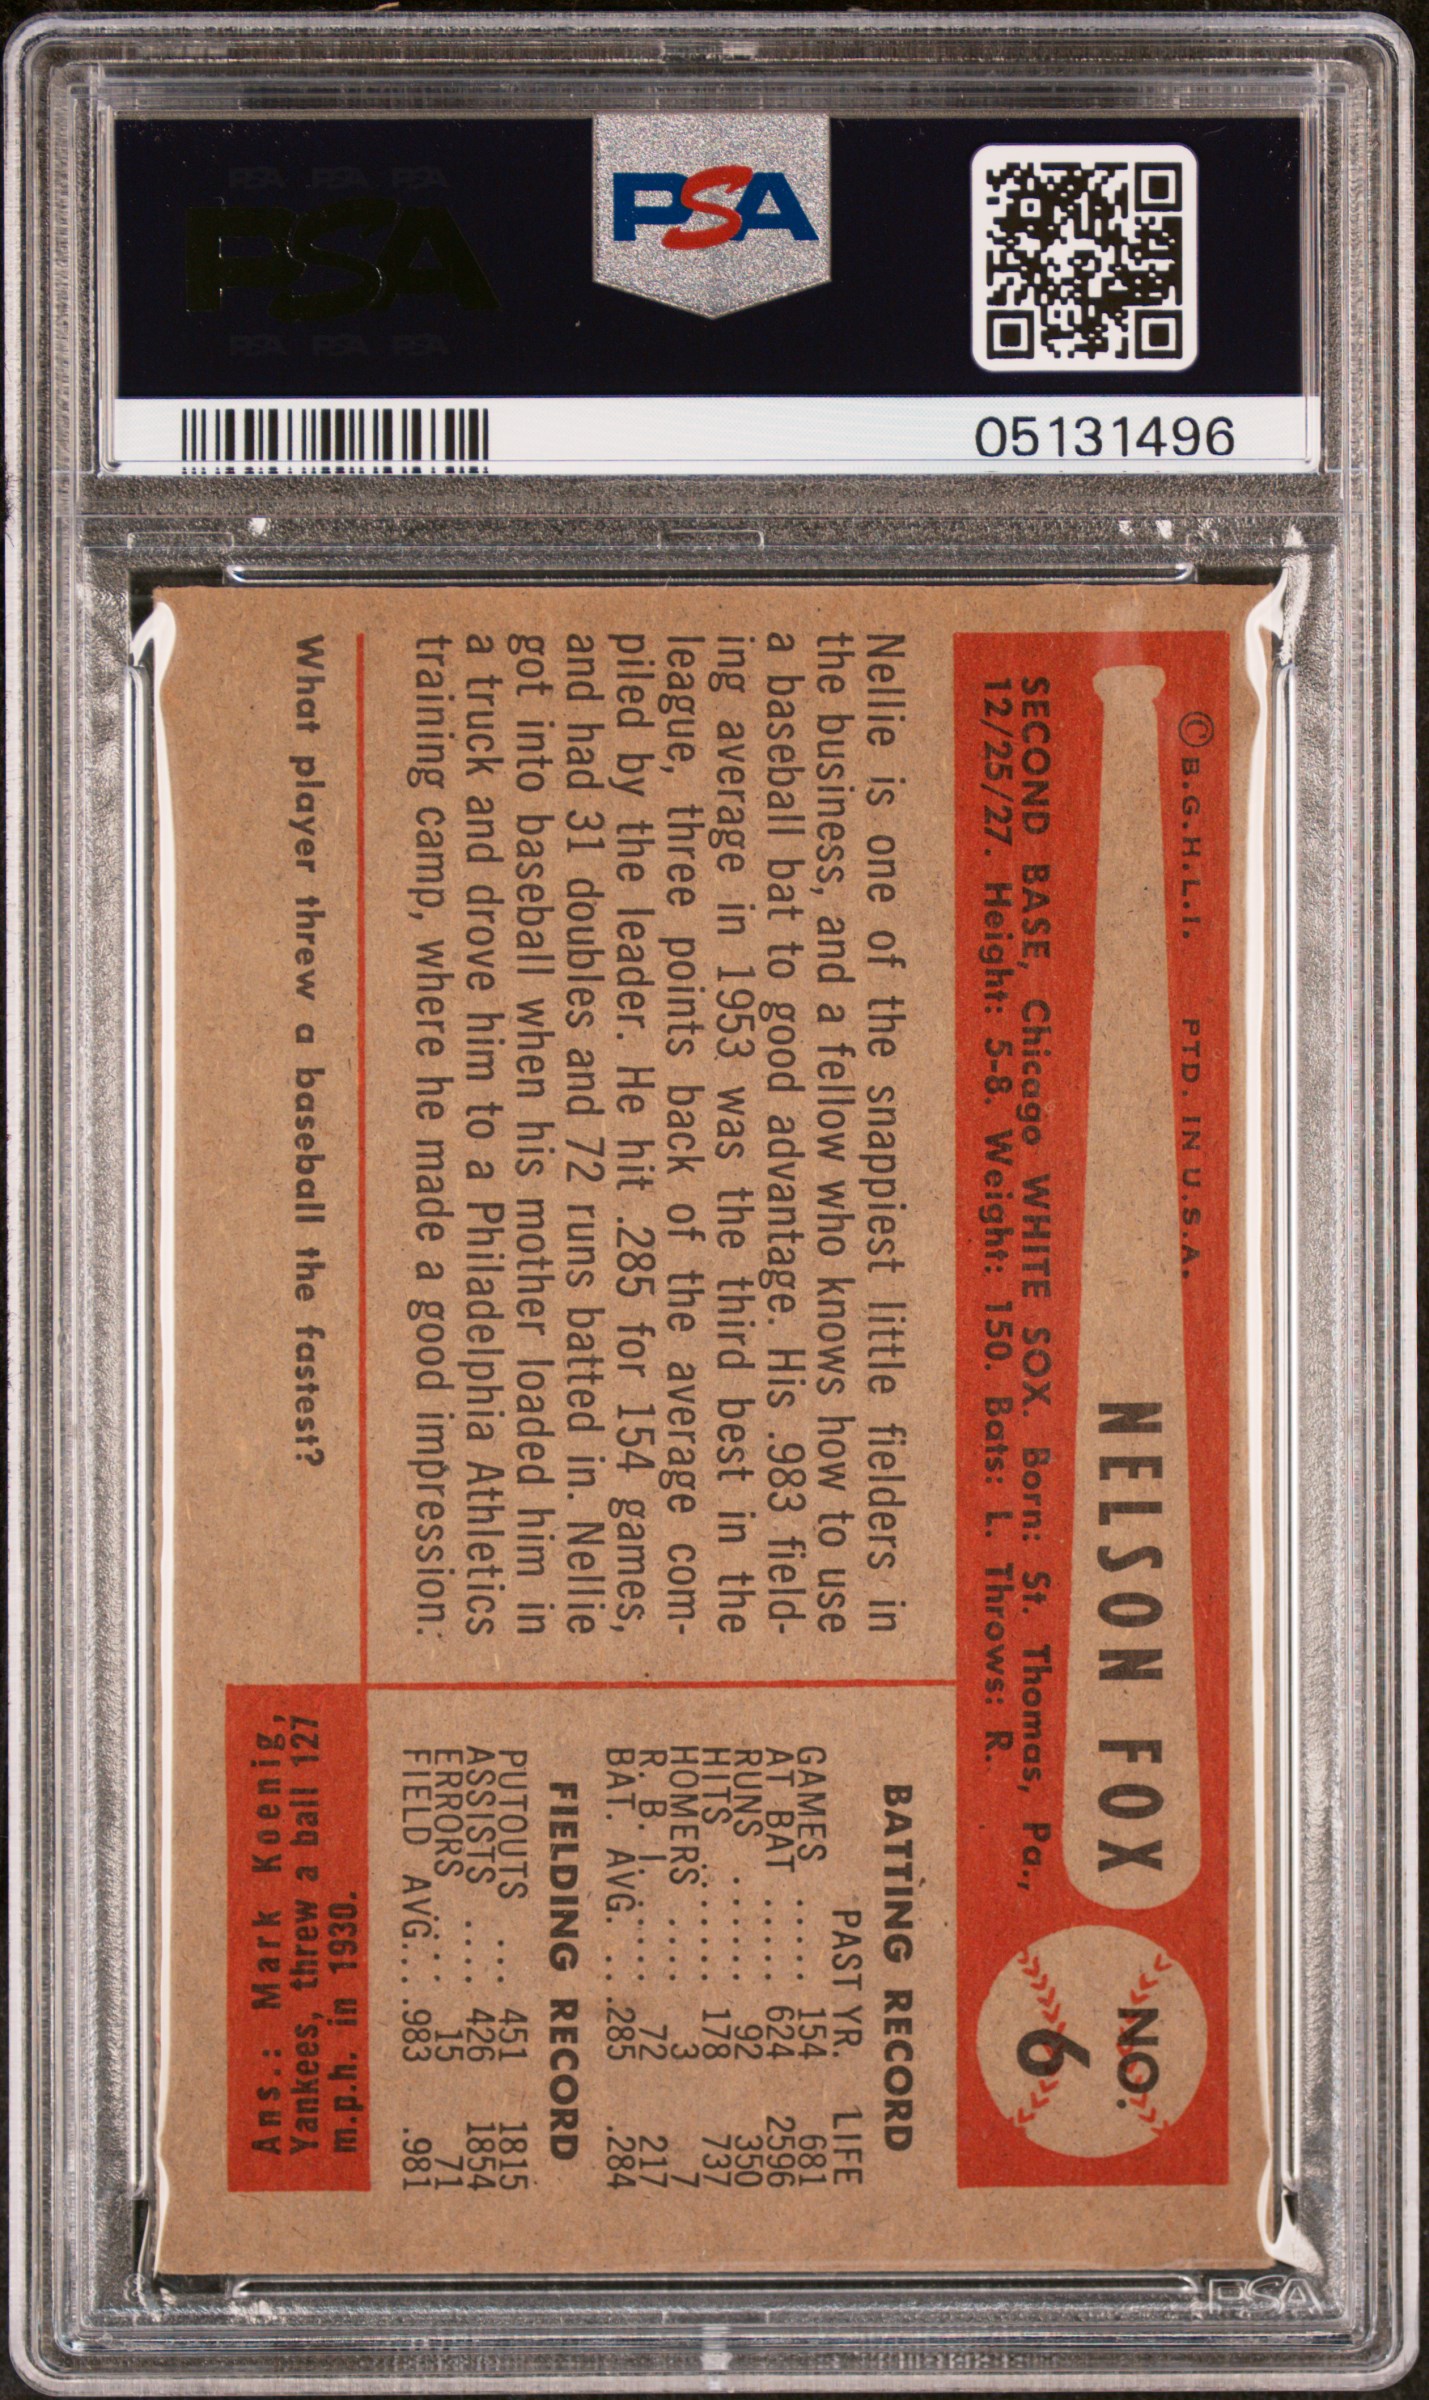 PSA PSA PSA
PSA
PSA PSA PSA
PSA
05131496
© B.G.H.L.I. PTD. IN U.S.A.
NELSON FOX
NO.
6
SECOND BASE, Chicago WHITE SOX. Born: St. Thomas, Pa.,
12/25/27. Height: 5-8. Weight: 150. Bats: L. Throws: R.
Nellie is one of the snappiest little fielders in
the business, and a fellow who knows how to use
a baseball bat to good advantage. His .983 field-
ing average in 1953 was the third best in the
league, three points back of the average com-
piled by the leader. He hit .285 for 154 games,
and had 31 doubles and 72 runs batted in. Nellie
got into baseball when his mother loaded him in
a truck and drove him to a Philadelphia Athletics
training camp, where he made a good impression.
BATTING RECORD
PAST YR. LIFE
GAMES ..... 154 681
AT BAT ..... 624 2596
RUNS ...... 92 350
HITS ....... 178 737
HOMERS .... 3 7
R. B. I. ..... 72 217
BAT. AVG. ... .285 .284
FIELDING RECORD
PUTOUTS ... 451 1815
ASSISTS .... 426 1854
ERRORS .... 15 71
FIELD AVG... .983 .981
What player threw a baseball the fastest?
Ans.: Mark Koenig,
Yankees, threw a ball 127
m.p.h. in 1930.
PSA